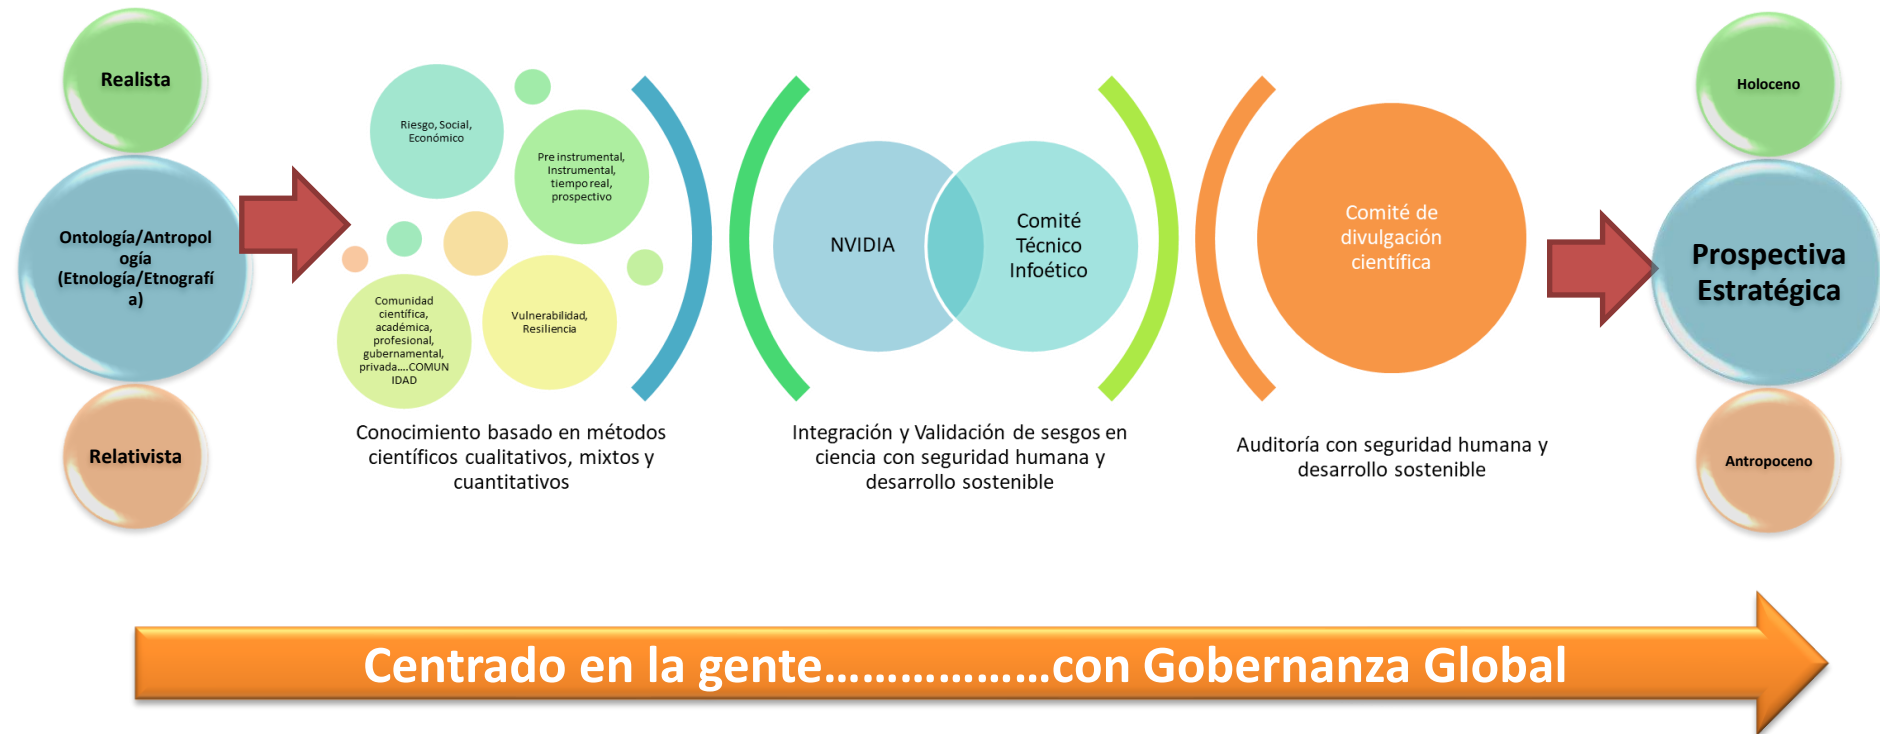 Realista
Ontología/Antropol
ogía
(Etnología/Etnografí
a)
Relativista
Riesgo, Social,
Económico
Pre instrumental,
Instrumental,
tiempo real,
prospectivo
Comunidad
científica,
académica,
profesional,
gubernamental,
privada....COMUN
IDAD
Vulnerabilidad,
Resiliencia
Conocimiento basado en métodos
científicos cualitativos, mixtos y
cuantitativos
NVIDIA
Comité
Técnico
Infoético
Integración y Validación de sesgos en
ciencia con seguridad humana y
desarrollo sostenible
Comité de
divulgación
científica
Auditoría con seguridad humana y
desarrollo sostenible
Holoceno
Prospectiva
Estratégica
Antropoceno
Centrado en la gente………………con Gobernanza Global